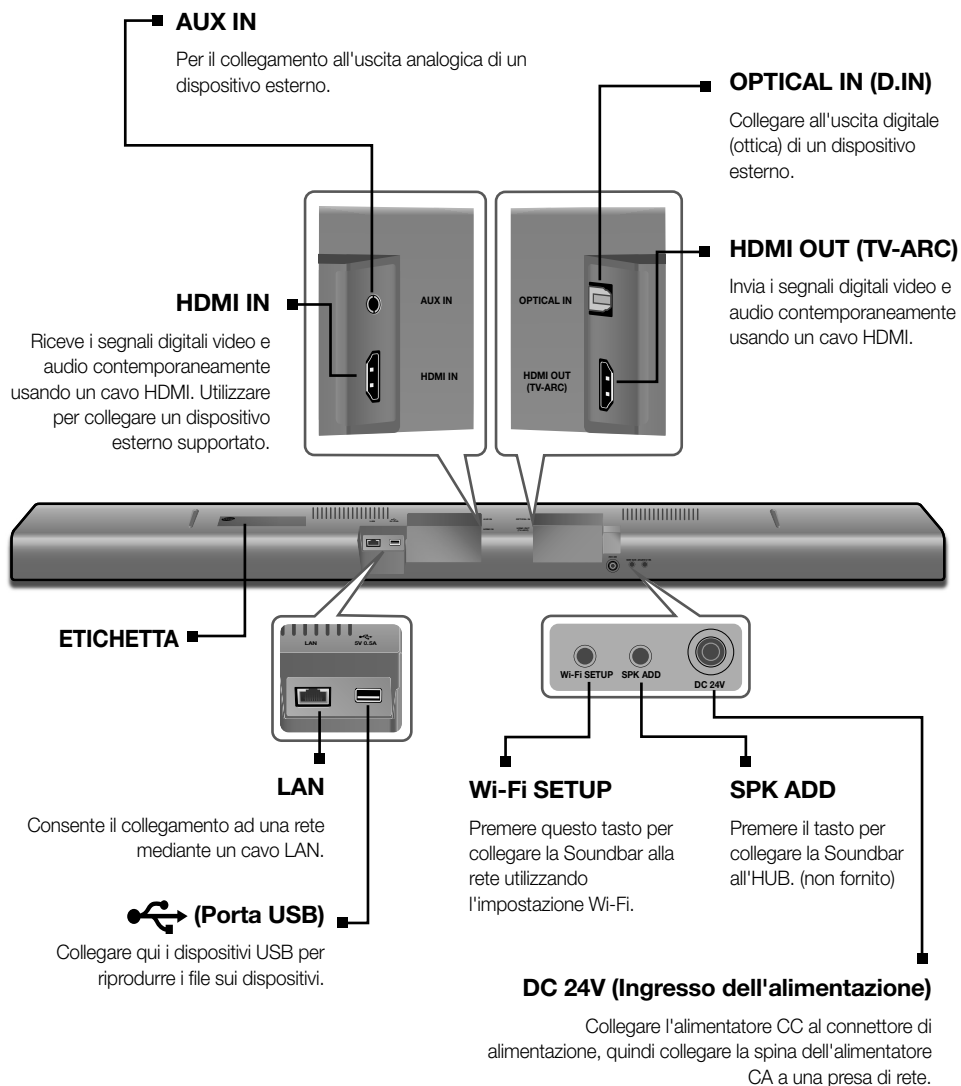 AUX IN
Per il collegamento all'uscita analogica di un
dispositivo esterno.
OPTICAL IN (D.IN)
Collegare all'uscita digitale
(ottica) di un dispositivo
esterno.
HDMI OUT (TV-ARC)
Invia i segnali digitali video e
audio contemporaneamente
usando un cavo HDMI.
HDMI IN
Riceve i segnali digitali video e
audio contemporaneamente
usando un cavo HDMI. Utilizzare
per collegare un dispositivo
esterno supportato.
AUX IN
HDMI IN
OPTICAL IN
HDMI OUT
(TV-ARC)
ETICHETTA
LAN
5V 0.5A
Wi-Fi SETUP
SPK ADD
DC 24V
LAN
Consente il collegamento ad una rete
mediante un cavo LAN.
(Porta USB)
Collegare qui i dispositivi USB per
riprodurre i file sui dispositivi.
Wi-Fi SETUP
Premere questo tasto per
collegare la Soundbar alla
rete utilizzando
l'impostazione Wi-Fi.
SPK ADD
Premere il tasto per
collegare la Soundbar
all'HUB. (non fornito)
DC 24V (Ingresso dell'alimentazione)
Collegare l'alimentatore CC al connettore di
alimentazione, quindi collegare la spina dell'alimentatore
CA a una presa di rete.